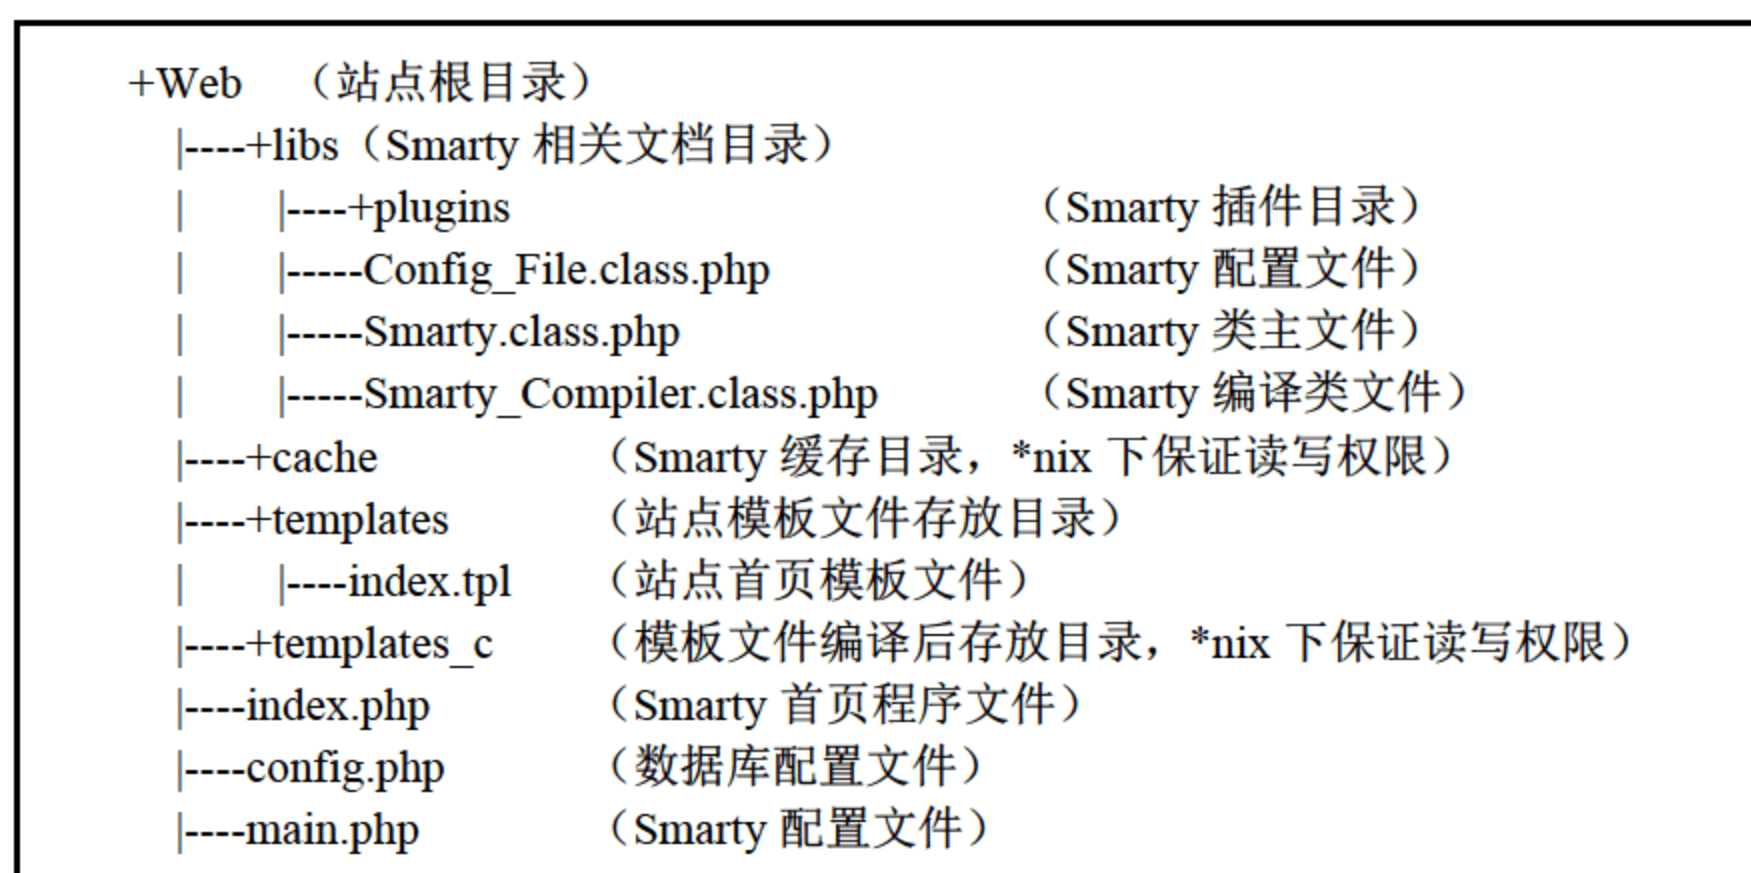 +Web （站点根目录）
|----+libs（Smarty 相关文档目录）
| |----+plugins （Smarty 插件目录）
| |-----Config_File.class.php （Smarty 配置文件）
| |-----Smarty.class.php （Smarty 类主文件）
| |-----Smarty_Compiler.class.php （Smarty 编译类文件）
|----+cache （Smarty 缓存目录，*nix 下保证读写权限）
|----+templates （站点模板文件存放目录）
| |----index.tpl （站点首页模板文件）
|----+templates_c （模板文件编译后存放目录，*nix 下保证读写权限）
|----index.php （Smarty 首页程序文件）
|----config.php （数据库配置文件）
|----main.php （Smarty 配置文件）